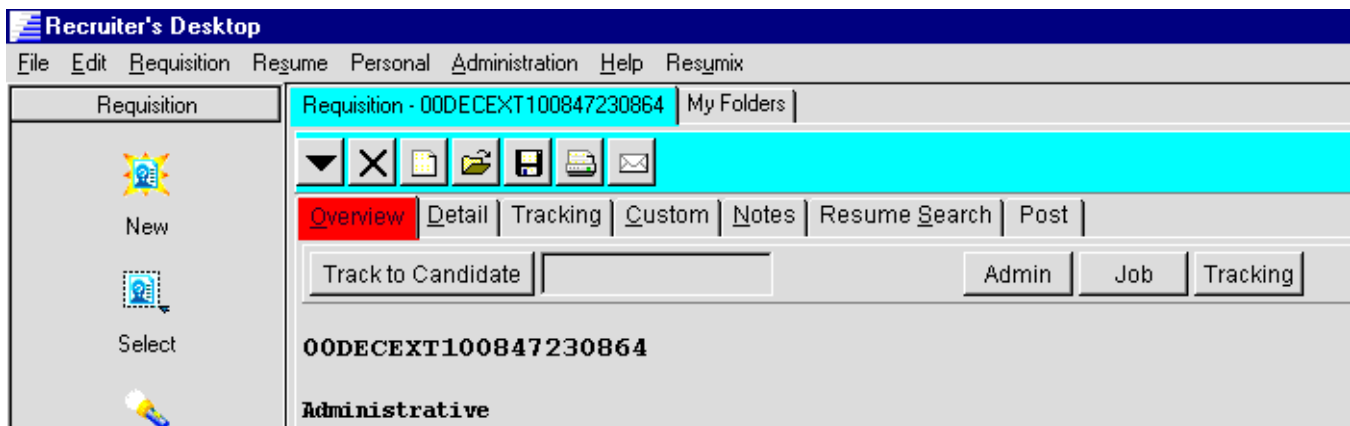 Recruiter's Desktop
File Edit Requisition Resume Personal Administration Help Resumix
Requisition
Requisition - 00DECEXT100847230864 My Folders
New
Overview Detail Tracking Custom Notes Resume Search Post
Track to Candidate Admin Job Tracking
Select
00DECEXT100847230864
Administrative